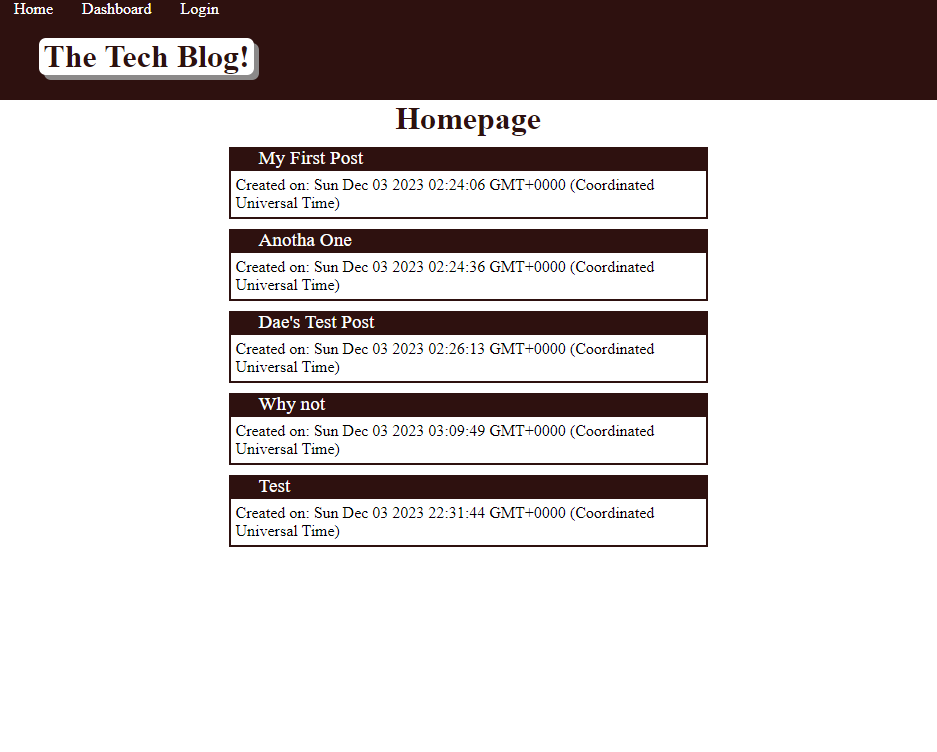 Home Dashboard Login
The Tech Blog!
Homepage
My First Post
Created on: Sun Dec 03 2023 02:24:06 GMT+0000 (Coordinated
Universal Time)
Anotha One
Created on: Sun Dec 03 2023 02:24:36 GMT+0000 (Coordinated
Universal Time)
Dae's Test Post
Created on: Sun Dec 03 2023 02:26:13 GMT+0000 (Coordinated
Universal Time)
Why not
Created on: Sun Dec 03 2023 03:09:49 GMT+0000 (Coordinated
Universal Time)
Test
Created on: Sun Dec 03 2023 22:31:44 GMT+0000 (Coordinated
Universal Time)